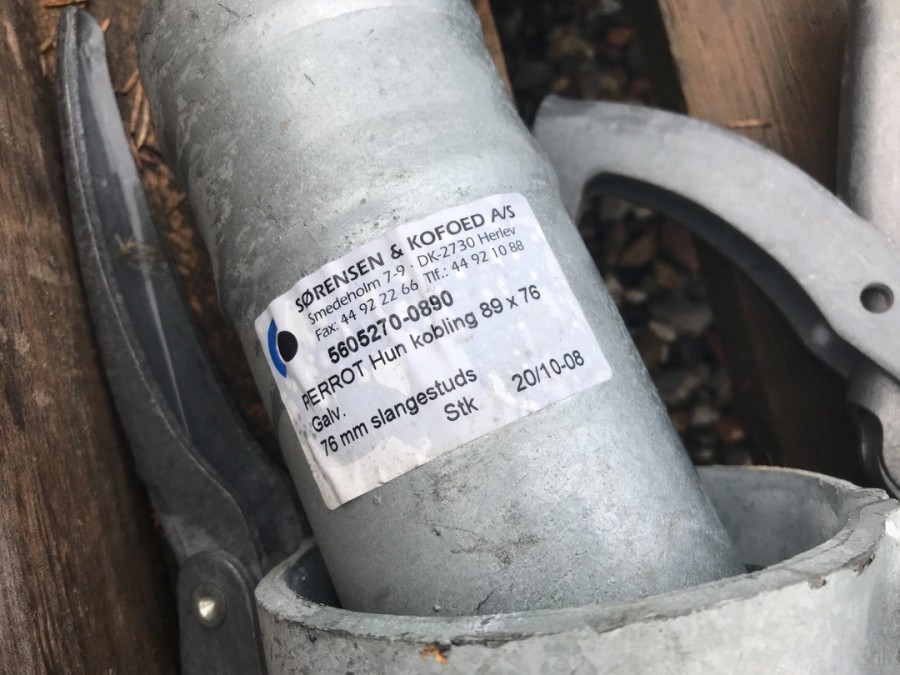 SØRENSEN & KOFOED A/S
Smedeholm 7-9 · DK-2730 Herlev
Fax: 44 92 22 66 Tlf.: 44 92 10 88
5605270-0890
PERROT Hun kobling 89 x 76
Galv.
76 mm slangestuds
Stk 20/10-08